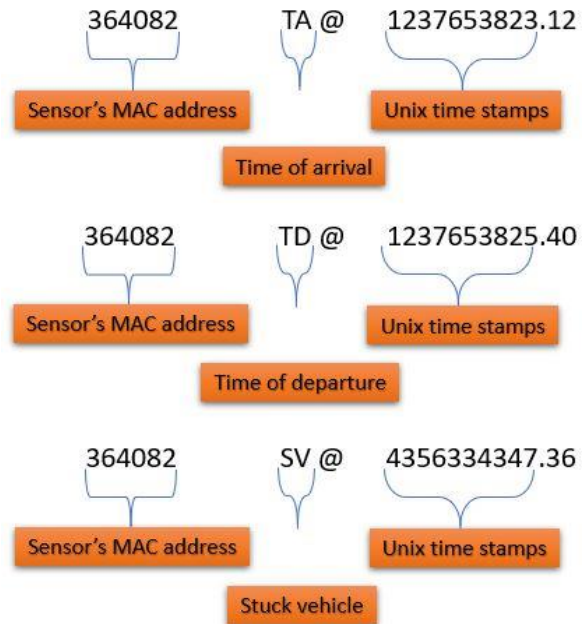 364082 TA @ 1237653823.12
Sensor's MAC address Unix time stamps
Time of arrival
364082 TD @ 1237653825.40
Sensor's MAC address Unix time stamps
Time of departure
364082 SV @ 4356334347.36
Sensor's MAC address Unix time stamps
Stuck vehicle